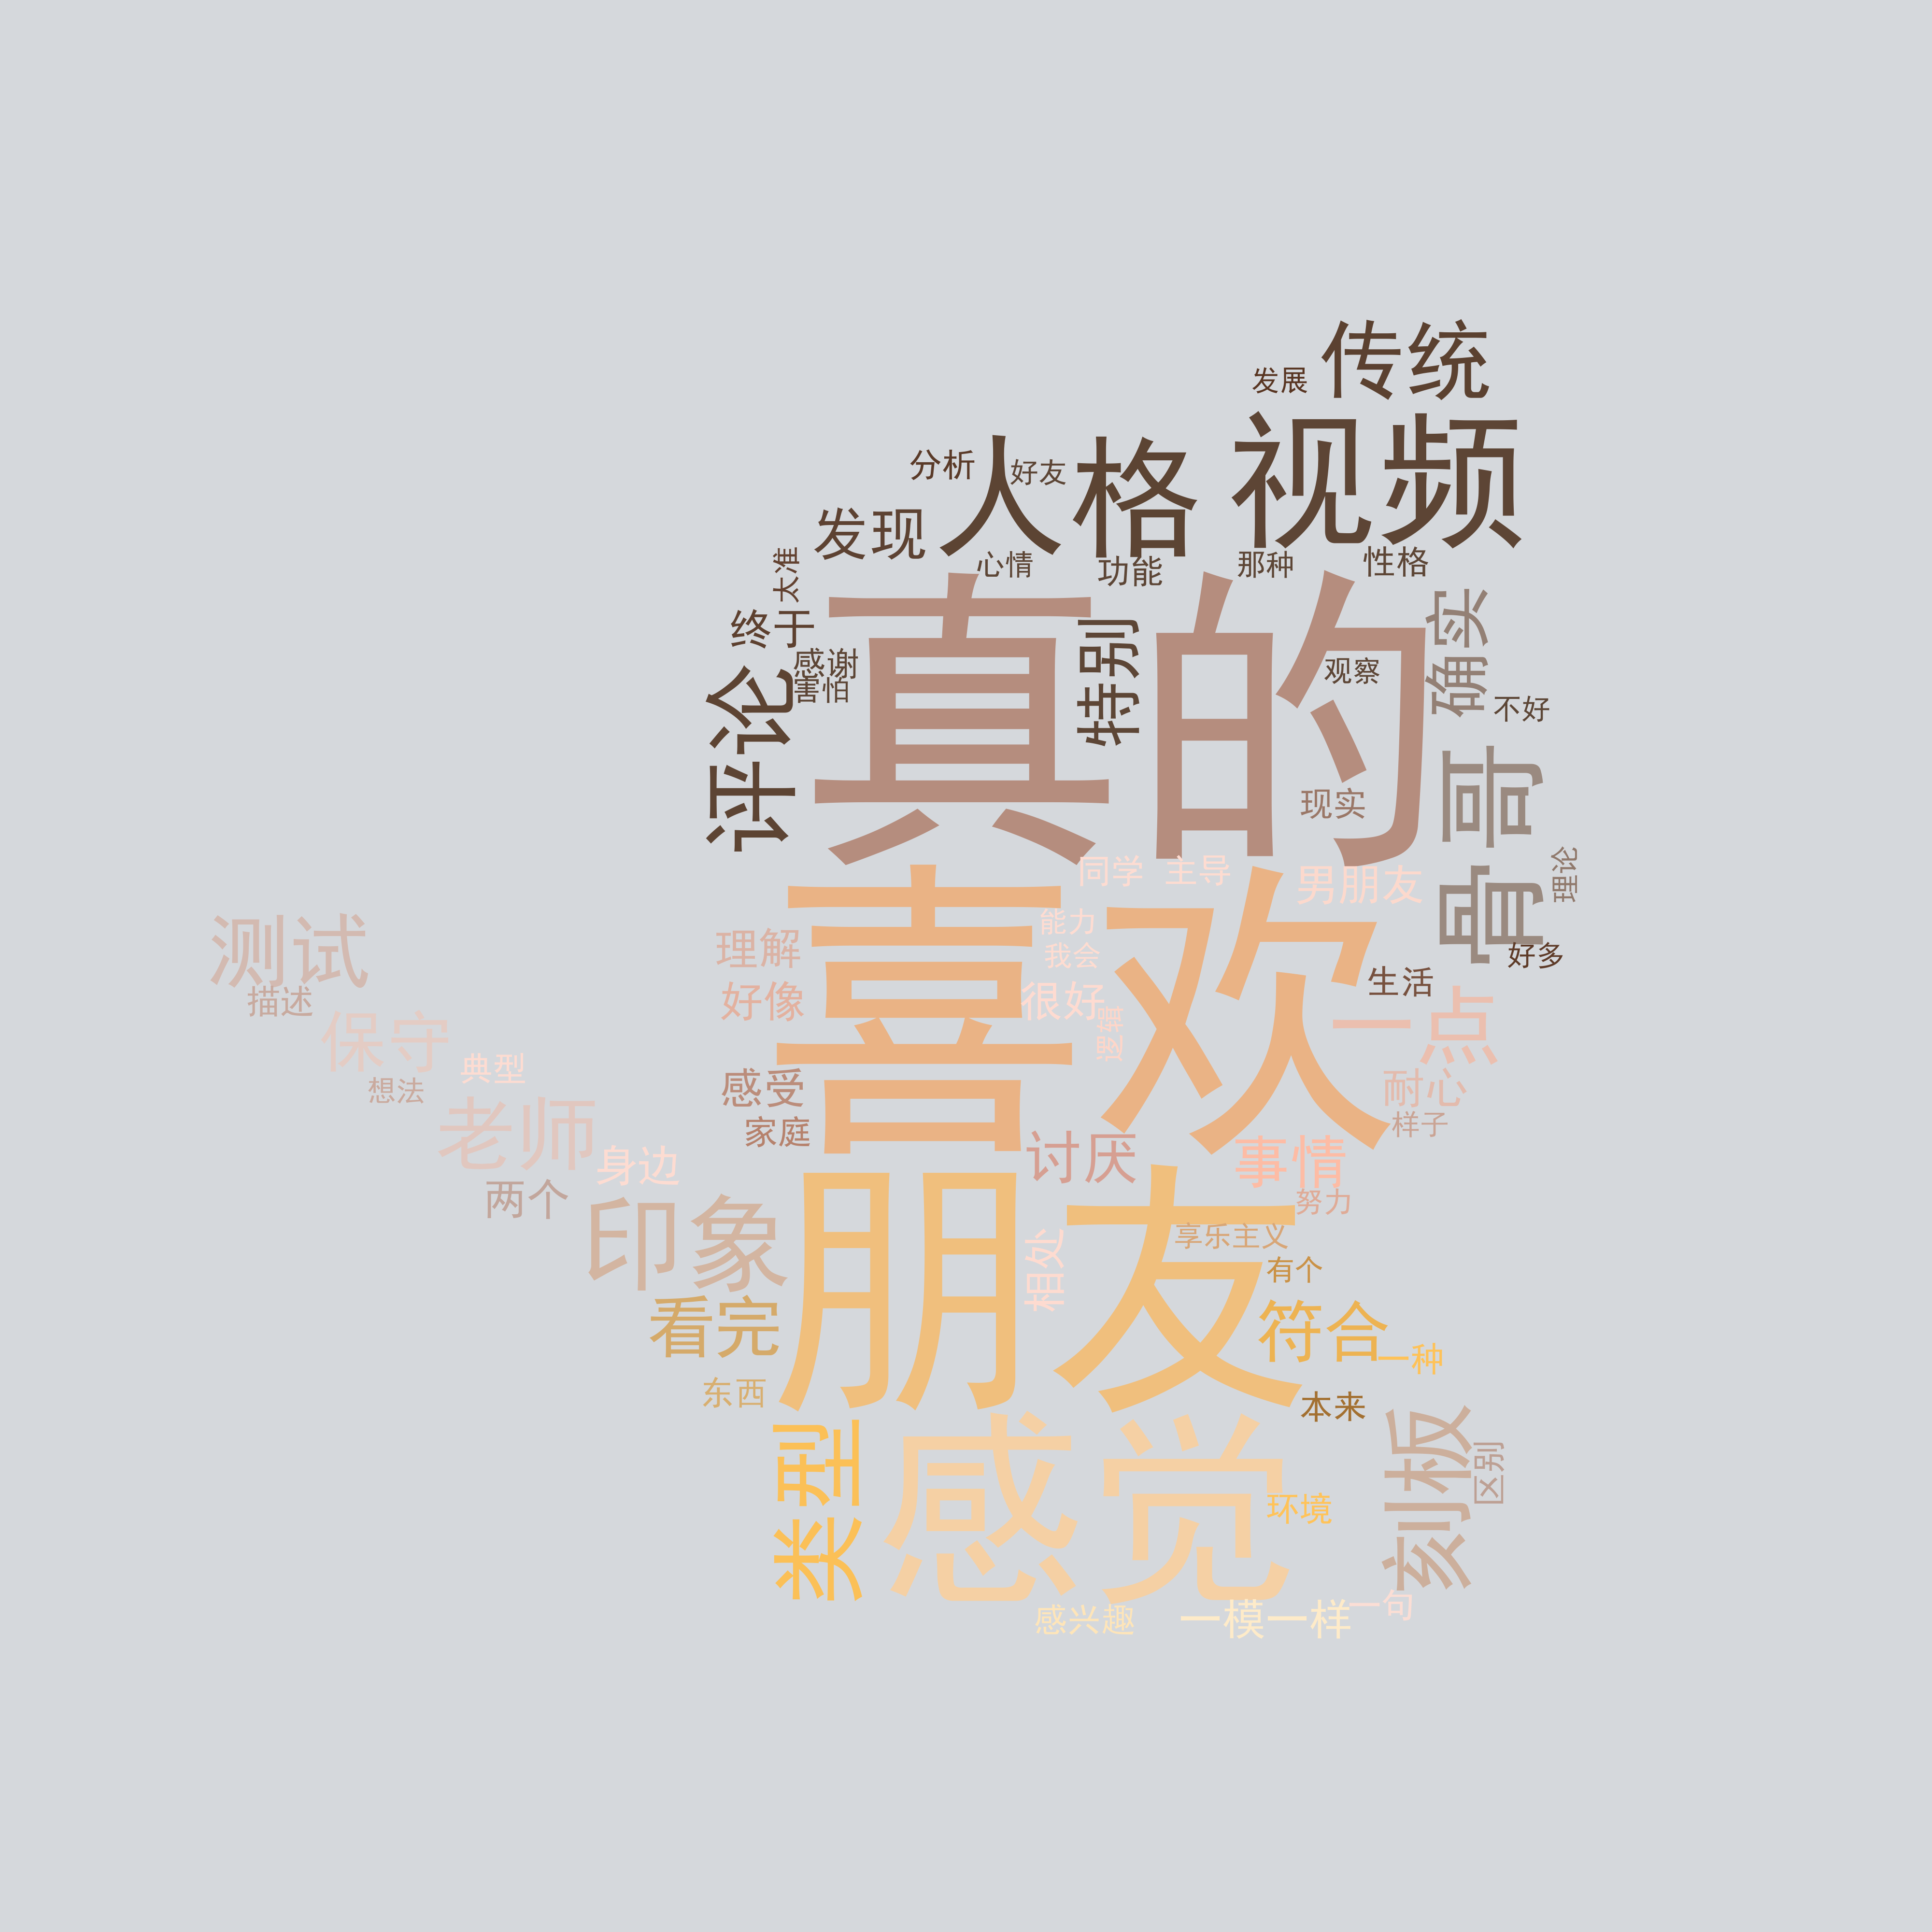 传统
发展
视频
人格
分析
好友
发现
心情
功能
那种
性格
太准
终于
感谢
害怕
真的
特别
观察
确实
不好
评论
现实
骨哥
理论
同学
主导
男朋友
喜欢
能力
我会
理解
好像
很好
逻辑
好多
生活
测试
描述
保守
典型
想法
一点
耐心
样子
感受
家庭
老师
身边
两个
讨厌
事情
努力
印象
朋友
相处
享乐主义
有个
看完
符合
一种
东西
本来
类型
感觉
环境
刻板
区别
感兴趣
一模一样
一句